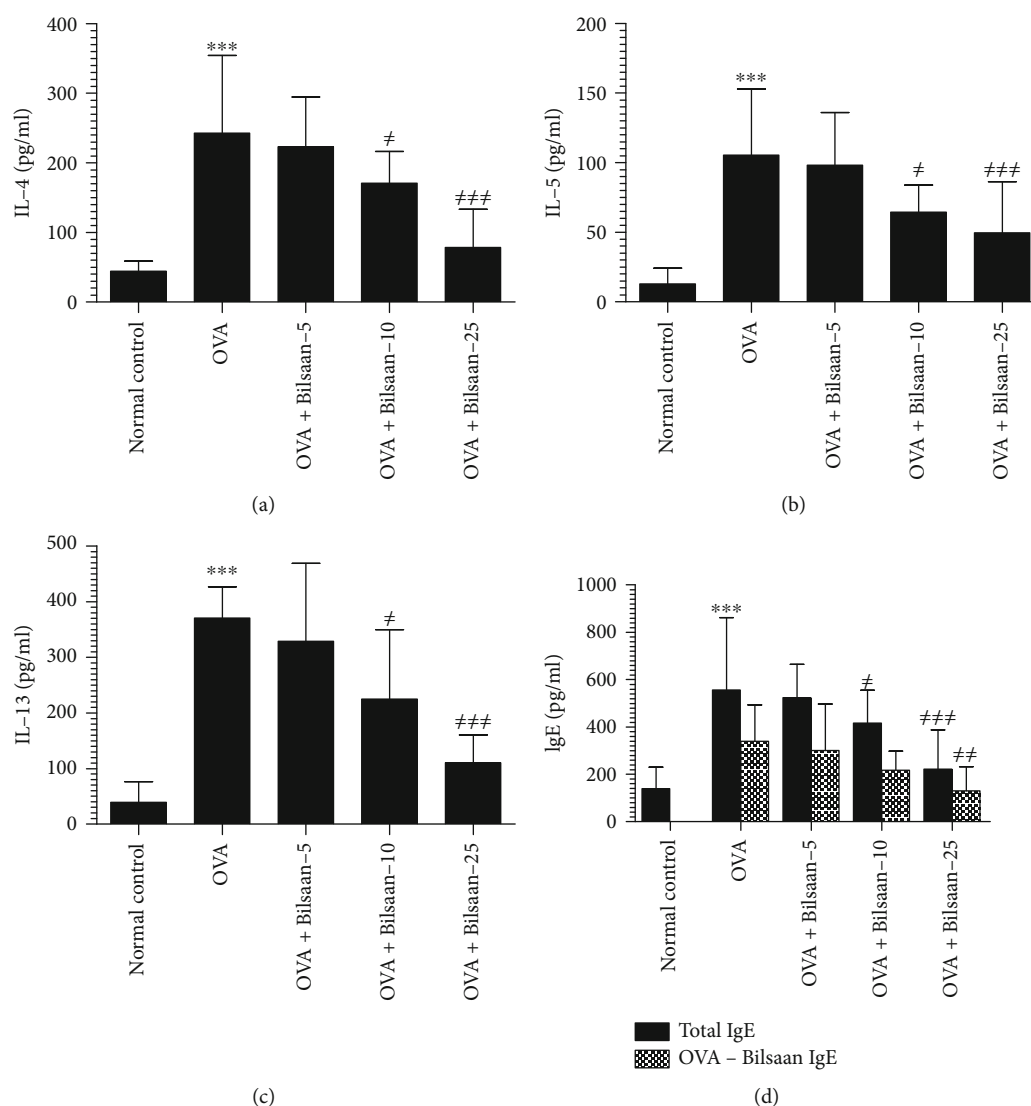 400
300
200
100
0
IL–4 (pg/ml)
***
≠
≠≠≠
Normal control
OVA
OVA + Bilsaan–5
OVA + Bilsaan–10
OVA + Bilsaan–25
(a)
200
150
100
50
0
IL–5 (pg/ml)
***
≠
≠≠≠
Normal control
OVA
OVA + Bilsaan–5
OVA + Bilsaan–10
OVA + Bilsaan–25
(b)
500
400
300
200
100
0
IL–13 (pg/ml)
***
≠
≠≠≠
Normal control
OVA
OVA + Bilsaan–5
OVA + Bilsaan–10
OVA + Bilsaan–25
(c)
1000
800
600
400
200
0
IgE (pg/ml)
***
≠
≠≠≠
≠≠
Normal control
OVA
OVA + Bilsaan–5
OVA + Bilsaan–10
OVA + Bilsaan–25
Total IgE
OVA – Bilsaan IgE
(d)